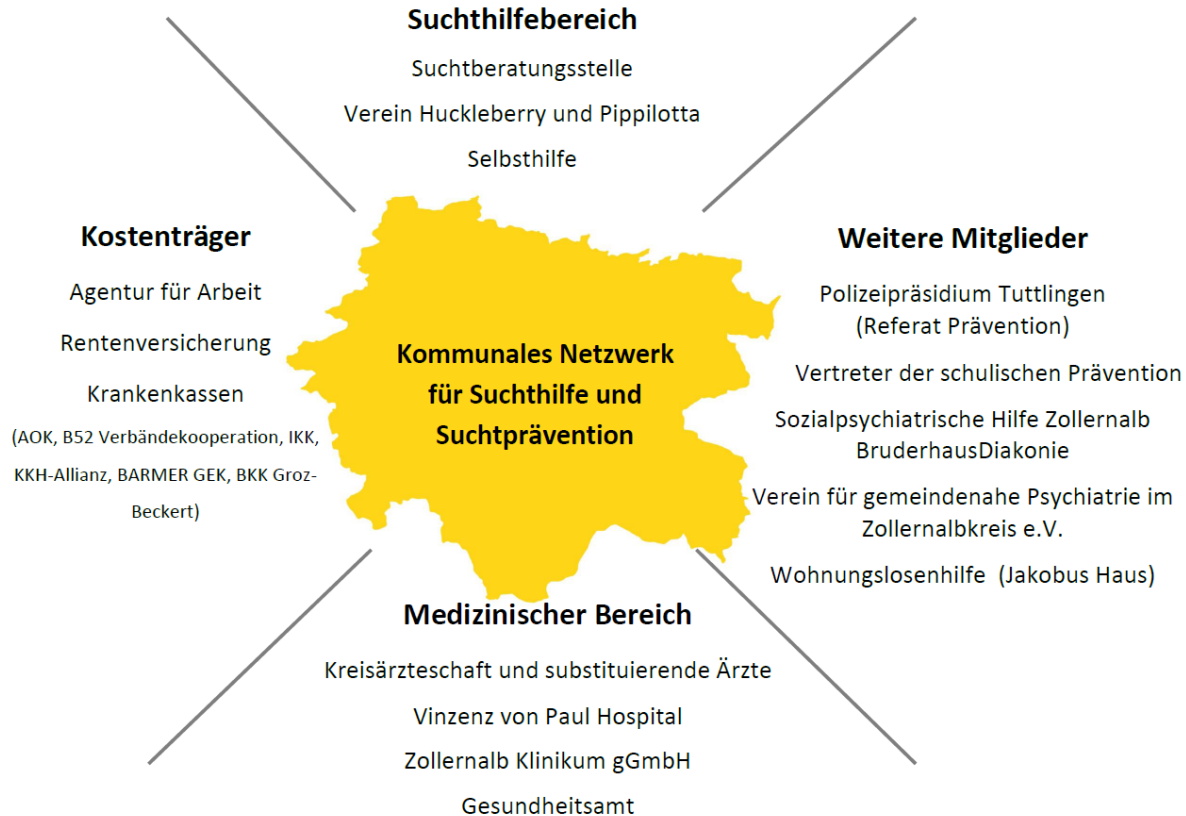 Suchthilfebereich
Suchtberatungsstelle
Verein Huckleberry und Pippilotta
Selbsthilfe
Kostenträger
Agentur für Arbeit
Rentenversicherung
Krankenkassen
(AOK, B52 Verbändekooperation, IKK,
KKH-Allianz, BARMER GEK, BKK Groz-
Beckert)
Kommunales Netzwerk
für Suchthilfe und
Suchtprävention
Weitere Mitglieder
Polizeipräsidium Tuttlingen
(Referat Prävention)
Vertreter der schulischen Prävention
Sozialpsychiatrische Hilfe Zollernalb
BruderhausDiakonie
Verein für gemeindenahe Psychiatrie im
Zollernalbkreis e.V.
Wohnungslosenhilfe (Jakobus Haus)
Medizinischer Bereich
Kreisärzteschaft und substituierende Ärzte
Vinzenz von Paul Hospital
Zollernalb Klinikum gGmbH
Gesundheitsamt